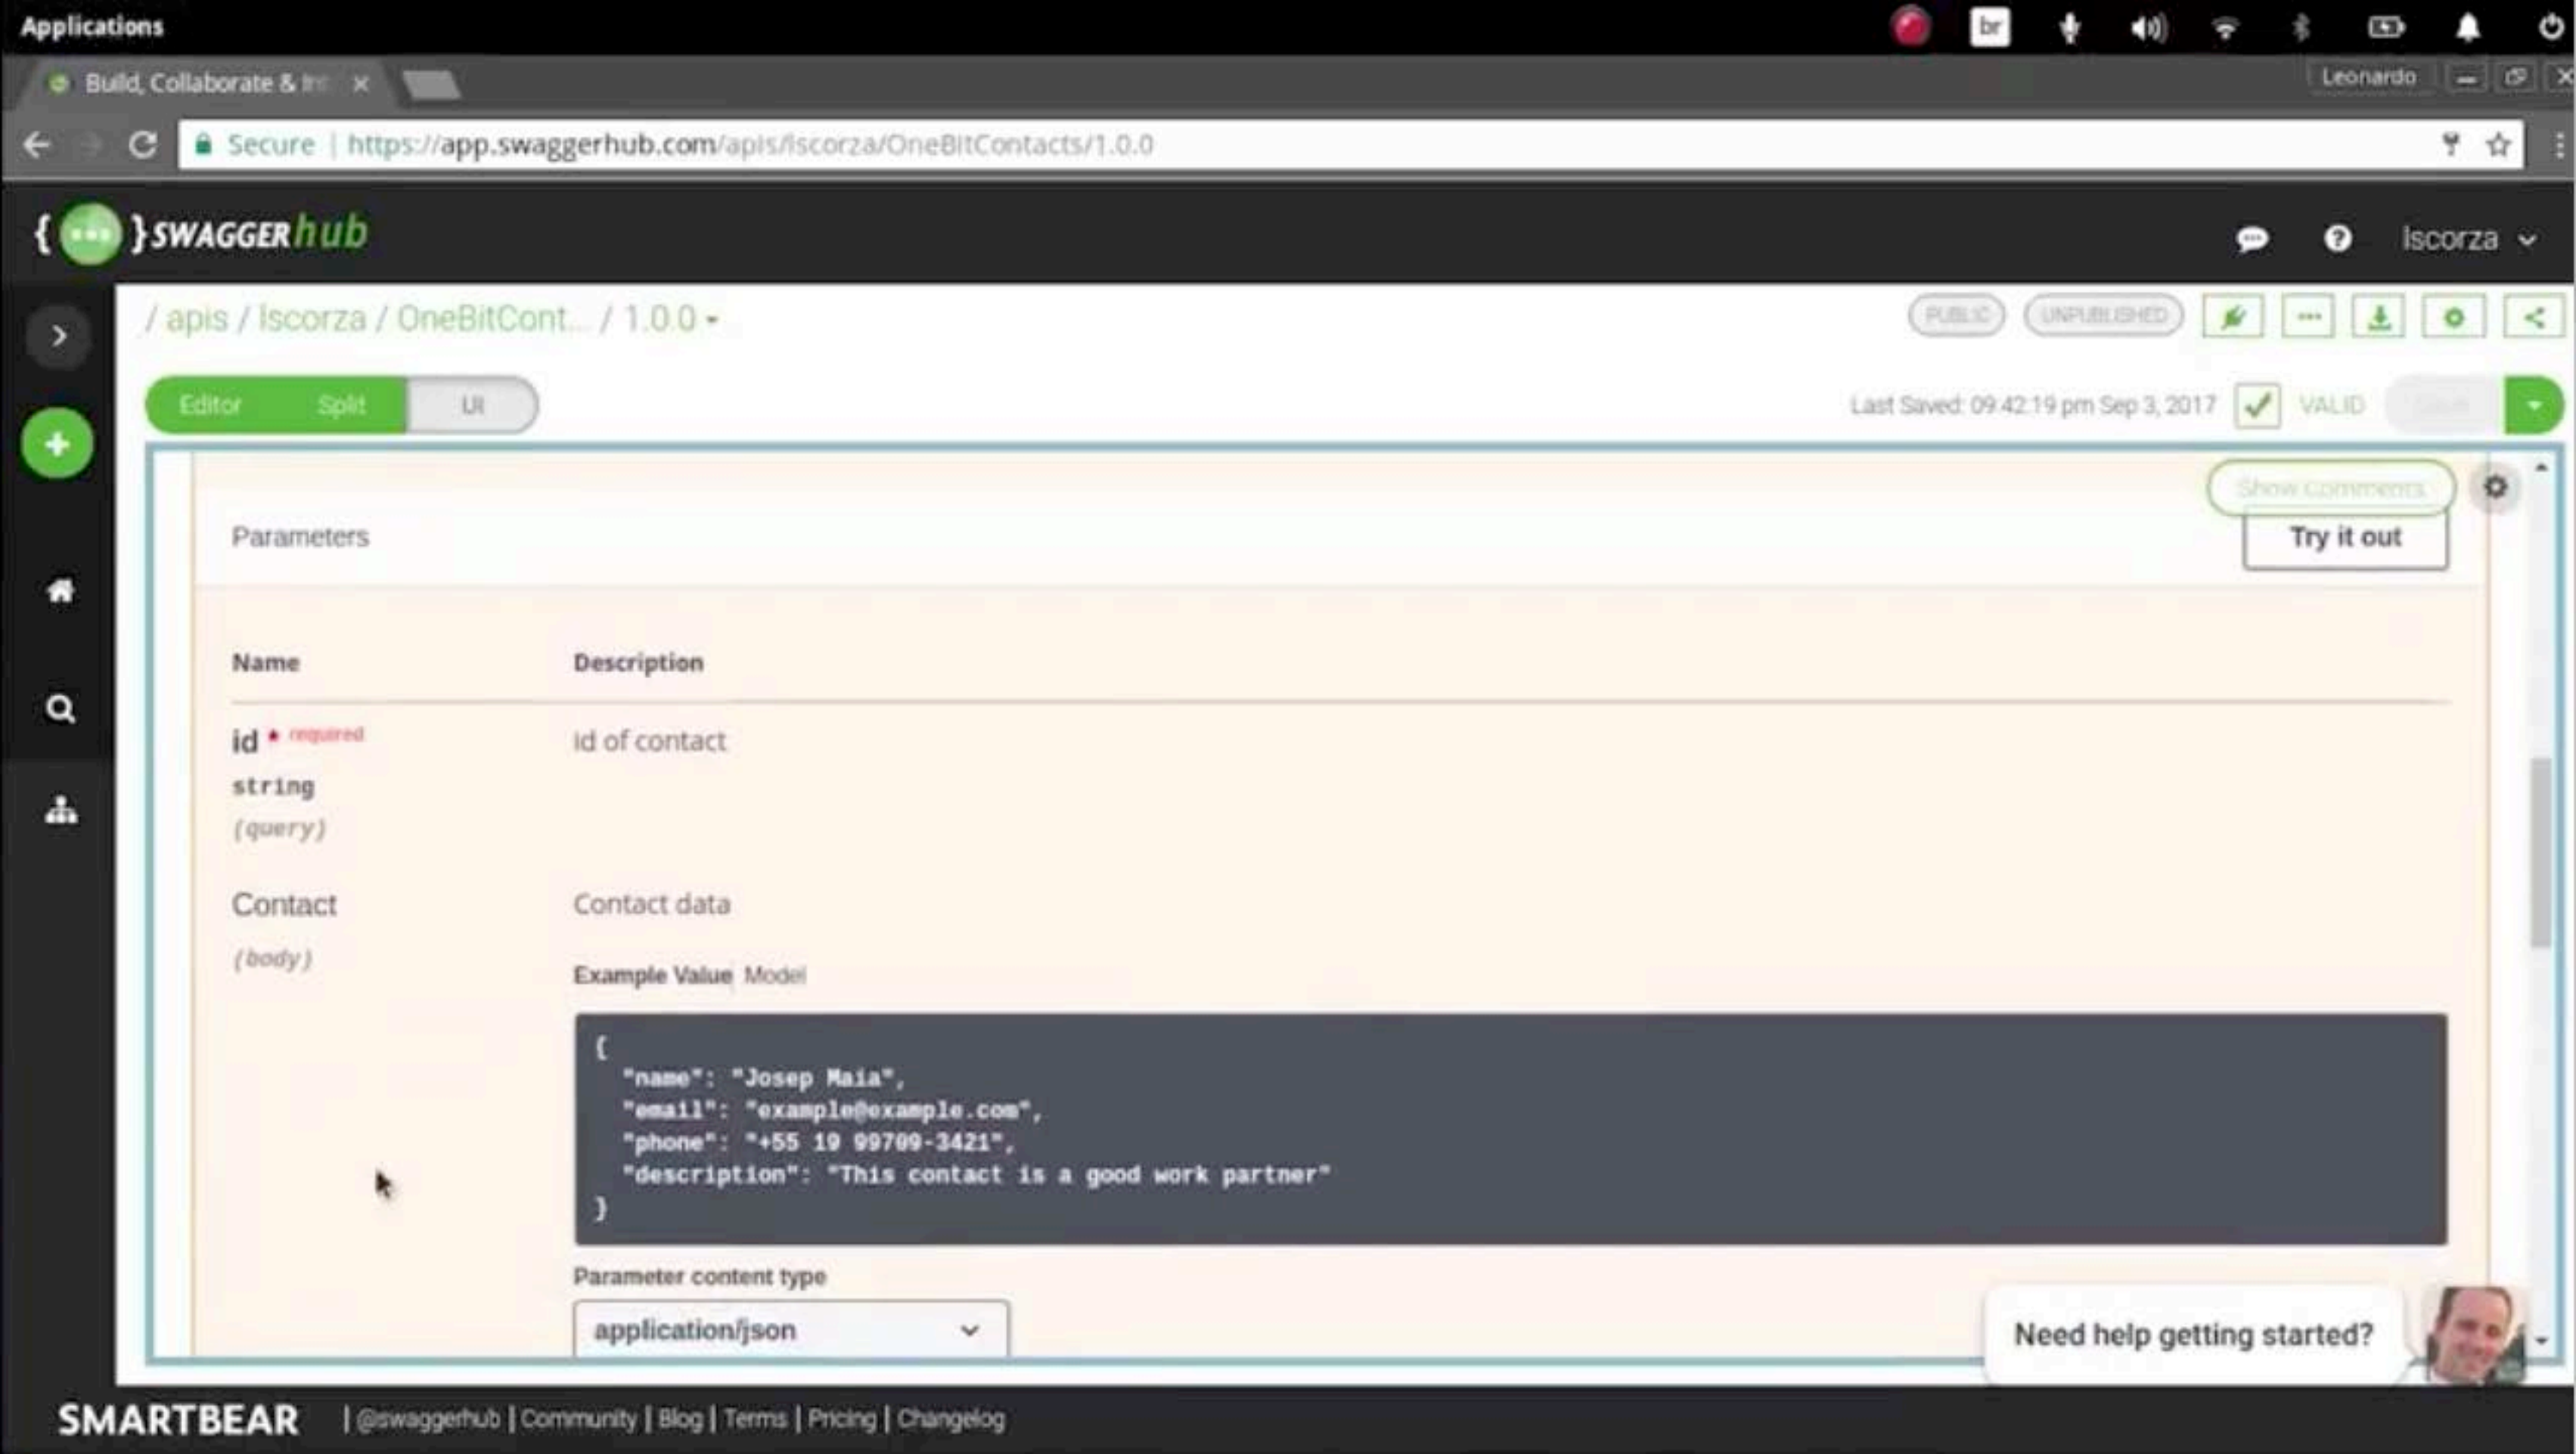 Applications
br
Build, Collaborate &
Leonardo
Secure | https://app.swaggerhub.com/apis/lscorza/OneBitContacts/1.0.0
{ ... } SWAGGERhub
lscorza
/ apis / lscorza / OneBitCont... / 1.0.0
PUBLIC
UNPUBLISHED
Editor
Split
UI
Last Saved: 09:42:19 pm Sep 3, 2017
VALID
Show Comments
Parameters
Try it out
Name
Description
id * required
id of contact
string
(query)
Contact
Contact data
(body)
Example Value Model
{
"name": "Josep Maia",
"email": "example@example.com",
"phone": "+55 19 99709-3421",
"description": "This contact is a good work partner"
}
Parameter content type
application/json
Need help getting started?
SMARTBEAR | @swaggerhub | Community | Blog | Terms | Pricing | Changelog